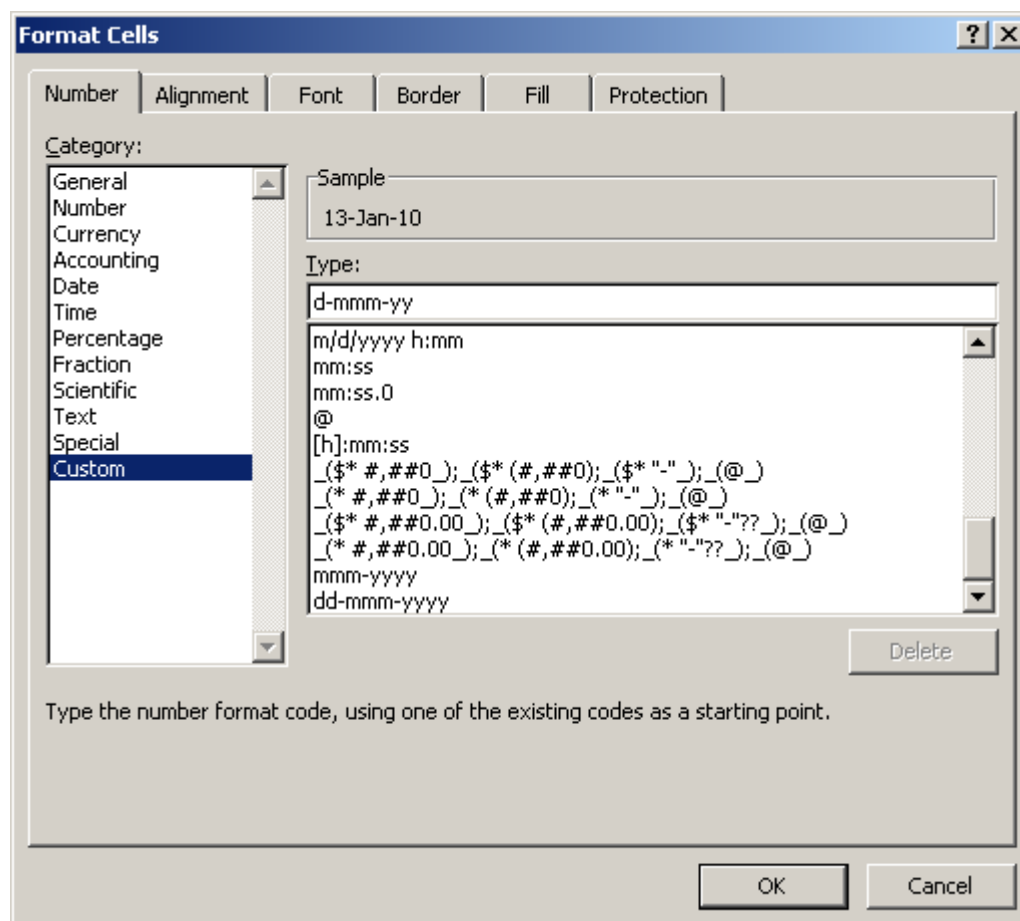 Format Cells
Number Alignment Font Border Fill Protection
Category:
General
Number
Currency
Accounting
Date
Time
Percentage
Fraction
Scientific
Text
Special
Custom
Sample
13-Jan-10
Type:
d-mmm-yy
m/d/yyyy h:mm
mm:ss
mm:ss.0
@
[h]:mm:ss
_($* #,##0_);_($* (#,##0);_($* "-"_);_(@_)
_(* #,##0_);_(* (#,##0);_(* "-"_);_(@_)
_($* #,##0.00_);_($* (#,##0.00);_($* "-"??_);_(@_)
_(* #,##0.00_);_(* (#,##0.00);_(* "-"??_);_(@_)
mmm-yyyy
dd-mmm-yyyy
Delete
Type the number format code, using one of the existing codes as a starting point.
OK Cancel